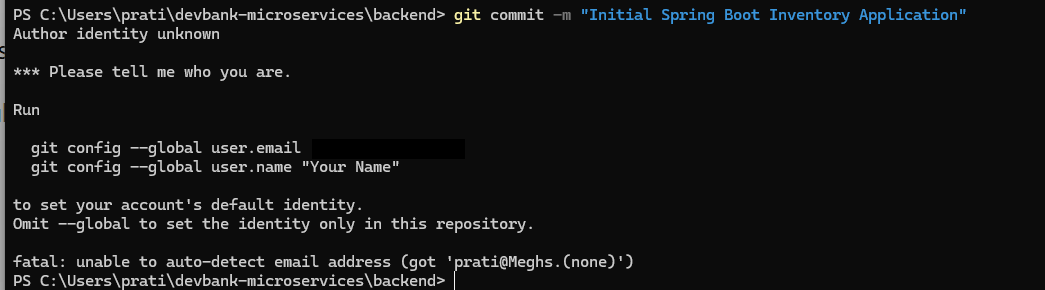 PS C:\Users\prati\devbank-microservices\backend> git commit -m "Initial Spring Boot Inventory Application"
Author identity unknown
*** Please tell me who you are.
Run
git config --global user.email
git config --global user.name "Your Name"
to set your account's default identity.
Omit --global to set the identity only in this repository.
fatal: unable to auto-detect email address (got 'prati@Meghs.(none)')
PS C:\Users\prati\devbank-microservices\backend>